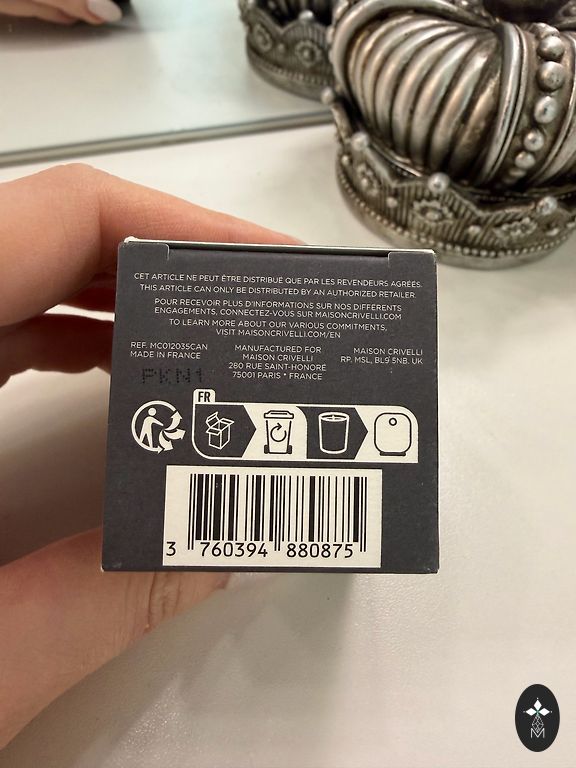 CET ARTICLE NE PEUT ÊTRE DISTRIBUÉ QUE PAR LES REVENDEURS AGRÉÉS.
THIS ARTICLE CAN ONLY BE DISTRIBUTED BY AN AUTHORIZED RETAILER.
POUR RECEVOIR PLUS D'INFORMATIONS SUR NOS DIFFÉRENTS
ENGAGEMENTS, CONNECTEZ-VOUS SUR MAISONCRIVELLI.COM
TO LEARN MORE ABOUT OUR VARIOUS COMMITMENTS,
VISIT MAISONCRIVELLI.COM/EN
REF. MC012035CAN
MADE IN FRANCE
PKN1
MANUFACTURED FOR
MAISON CRIVELLI
280 RUE SAINT-HONORÉ
75001 PARIS * FRANCE
MAISON CRIVELLI
RP, MSL, BL9 5NB, UK
FR
3 760394 880875
M